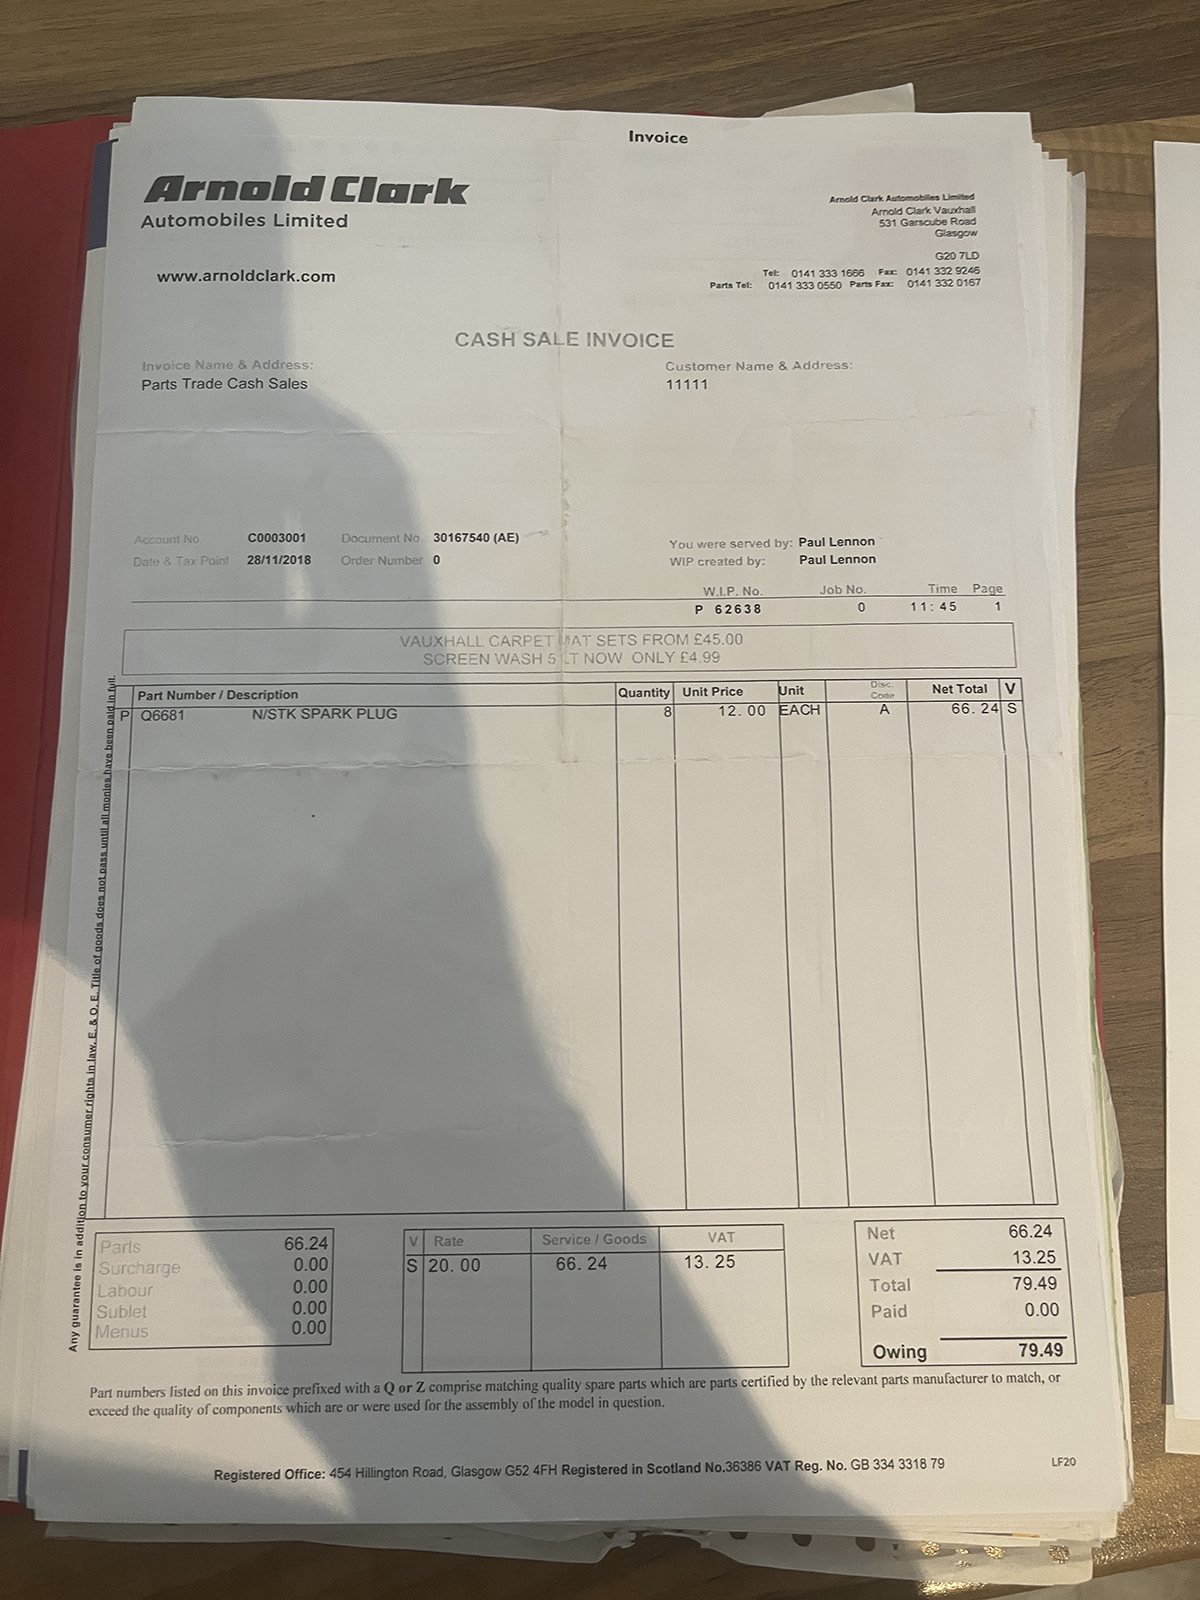 Invoice
Arnold Clark
Automobiles Limited
www.arnoldclark.com
Arnold Clark Automobiles Limited
Arnold Clark Vauxhall
531 Garscube Road
Glasgow
G20 7LD
Tel: 0141 333 1666 Fax: 0141 332 9246
Parts Tel: 0141 333 0550 Parts Fax: 0141 332 0167
CASH SALE INVOICE
Invoice Name & Address:
Parts Trade Cash Sales
Customer Name & Address:
11111
Account No. C0003001 Document No 30167540 (AE)
Date & Tax Point 28/11/2018 Order Number 0
You were served by: Paul Lennon
WIP created by: Paul Lennon
W.I.P. No. Job No. Time Page
P 62638 0 11:45 1
VAUXHALL CARPET MAT SETS FROM £45.00
SCREEN WASH 5 LT NOW ONLY £4.99
Part Number / Description Quantity Unit Price Unit Disc. Code Net Total V
P Q6681 N/STK SPARK PLUG 8 12.00 EACH A 66.24 S
Any guarantee is in addition to your consumer rights in law. E. & O. E. Title of goods does not pass until all monies have been paid in full.
Parts 66.24
Surcharge 0.00
Labour 0.00
Sublet 0.00
Menus 0.00
V Rate Service / Goods VAT
S 20.00 66.24 13.25
Net 66.24
VAT 13.25
Total 79.49
Paid 0.00
Owing 79.49
Part numbers listed on this invoice prefixed with a Q or Z comprise matching quality spare parts which are parts certified by the relevant parts manufacturer to match, or
exceed the quality of components which are or were used for the assembly of the model in question.
Registered Office: 454 Hillington Road, Glasgow G52 4FH Registered in Scotland No.36386 VAT Reg. No. GB 334 3318 79
LF20